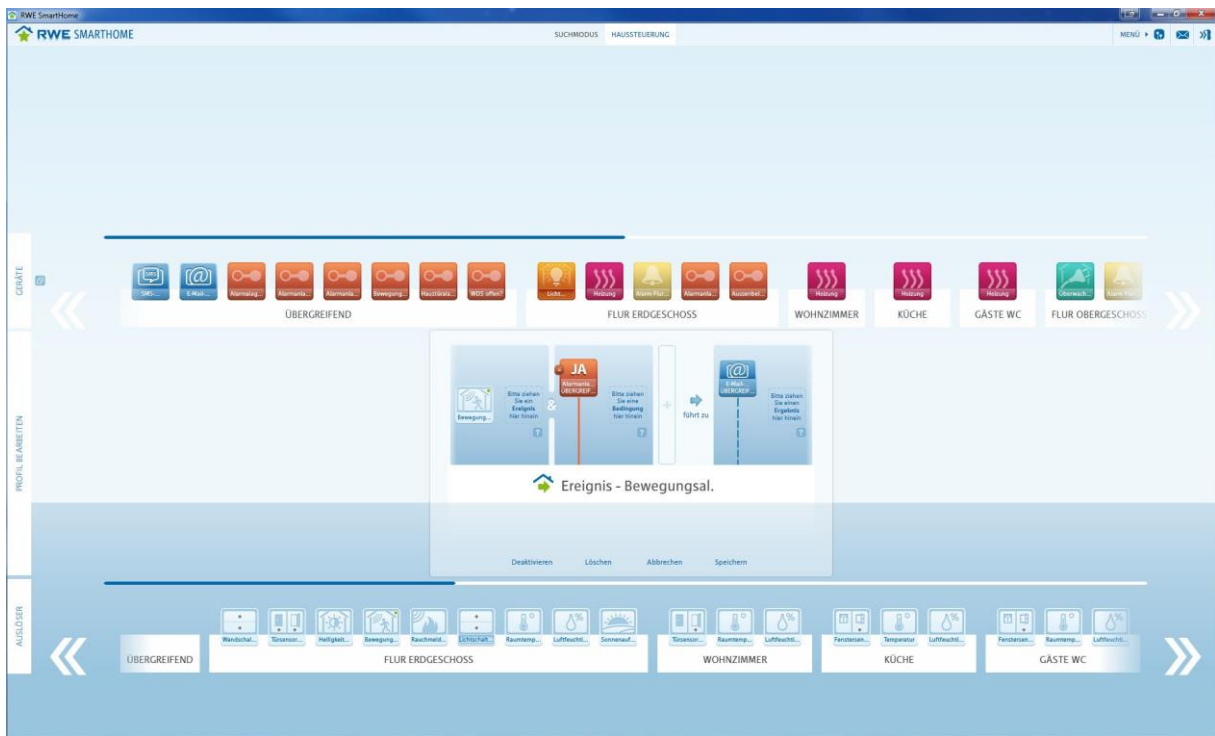 RWE SmartHome
RWE SMARTHOME
SUCHMODUS HAUSSTEUERUNG
MENÜ
GERÄTE
SMS-... E-Mail-... Alarmalag... Alarmanla... Alarmanla... Bewegung... Haustürals... WDS offen? Licht... Heizung Alarm Flur... Alarmanla... Heizung Heizung Heizung Überwach...
ÜBERGREIFEND FLUR ERDGESCHOSS WOHNZIMMER KÜCHE GÄSTE WC FLUR OBERGESCHOSS
PROFIL BEARBEITEN
Bewegung...
Bitte ziehen
Sie ein
Ereignis
hier hinein
?
&
JA
Alarmanla...
ÜBERGREIF...
Bitte ziehen
Sie eine
Bedingung
hier hinein
?
+
führt zu
E-Mail-...
ÜBERGREIF...
Bitte ziehen
Sie einen
Ergebnis
hier hinein
?
Ereignis - Bewegungsal.
Deaktivieren Löschen Abbrechen Speichern
AUSLÖSER
Wandschal... Türsensor... Helligkeit... Bewegung... Rauchmeld... Lichtschalt... Raumtemp... Luftfeuchti... Sonnenauf... Türsensor... Raumtemp... Luftfeuchti... Fenstersen... Temperatur Luftfeuchti... Fenstersen... Raumtemp... Luftfeuchti...
ÜBERGREIFEND FLUR ERDGESCHOSS WOHNZIMMER KÜCHE GÄSTE WC